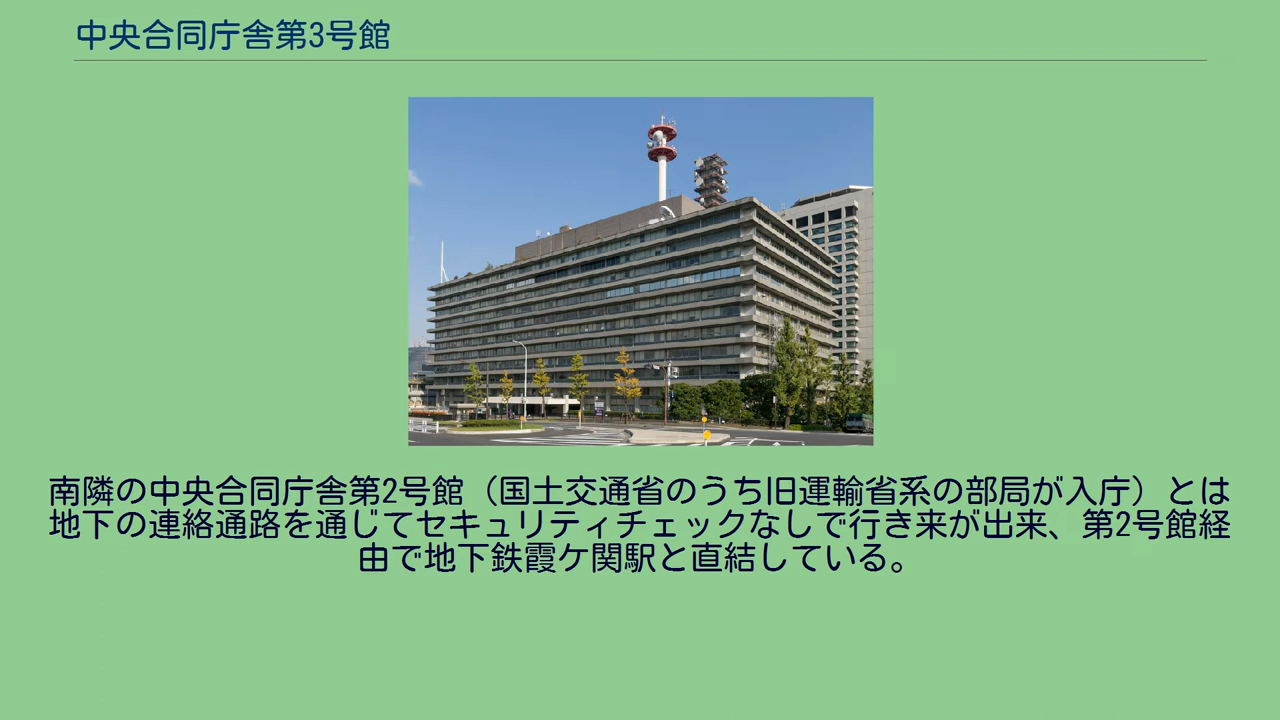 中央合同庁舎第3号館
南隣の中央合同庁舎第2号館（国土交通省のうち旧運輸省系の部局が入庁）とは
地下の連絡通路を通じてセキュリティチェックなしで行き来が出来、第2号館経
由で地下鉄霞ケ関駅と直結している。